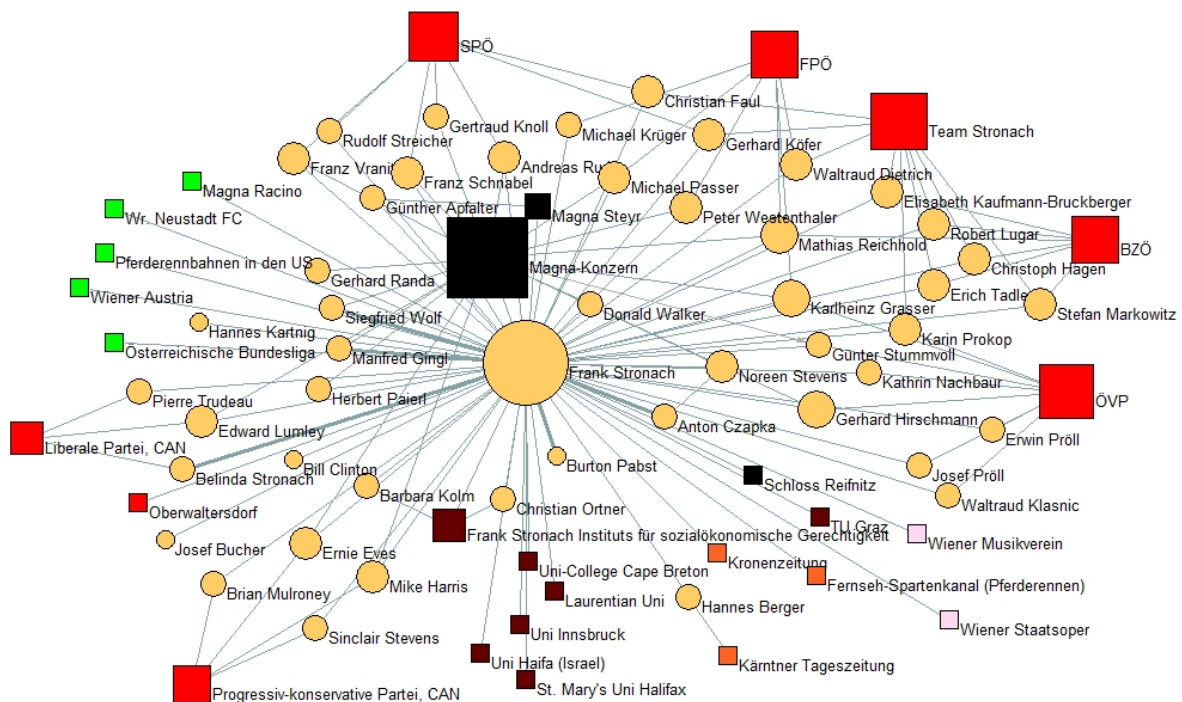 SPÖ
FPÖ
Christian Faul
Gertraud Knoll
Michael Krüger
Team Stronach
Rudolf Streicher
Gerhard Köfer
Franz Vranit
Andreas Ru
Waltraud Dietrich
Franz Schnabel
Michael Passer
Magna Racino
Elisabeth Kaufmann-Bruckberger
Günther Apfalter
Magna Steyr
Peter Westenthaler
Wr. Neustadt FC
Robert Lugar
Mathias Reichhold
BZÖ
Pferderennbahnen in den US
Magna-Konzern
Christoph Hagen
Gerhard Randa
Wiener Austria
Erich Tadle
Karlheinz Grasser
Donald Walker
Stefan Markowitz
Siegfried Wolf
Hannes Kartnig
Karin Prokop
Österreichische Bundesliga
Günter Stummvoll
Manfred Gingl
Frank Stronach
Noreen Stevens
Kathrin Nachbaur
Herbert Paierl
Pierre Trudeau
ÖVP
Gerhard Hirschmann
Anton Czapka
Edward Lumley
Erwin Pröll
Liberale Partei, CAN
Burton Pabst
Bill Clinton
Josef Pröll
Belinda Stronach
Schloss Reifnitz
Barbara Kolm
Waltraud Klasnic
Christian Ortner
Oberwaltersdorf
TU Graz
Frank Stronach Instituts für sozialökonomische Gerechtigkeit
Wiener Musikverein
Josef Bucher
Ernie Eves
Kronenzeitung
Uni-College Cape Breton
Fernseh-Spartenkanal (Pferderennen)
Mike Harris
Brian Mulroney
Laurentian Uni
Hannes Berger
Wiener Staatsoper
Uni Innsbruck
Sinclair Stevens
Uni Haifa (Israel)
Kärntner Tageszeitung
St. Mary's Uni Halifax
Progressiv-konservative Partei, CAN